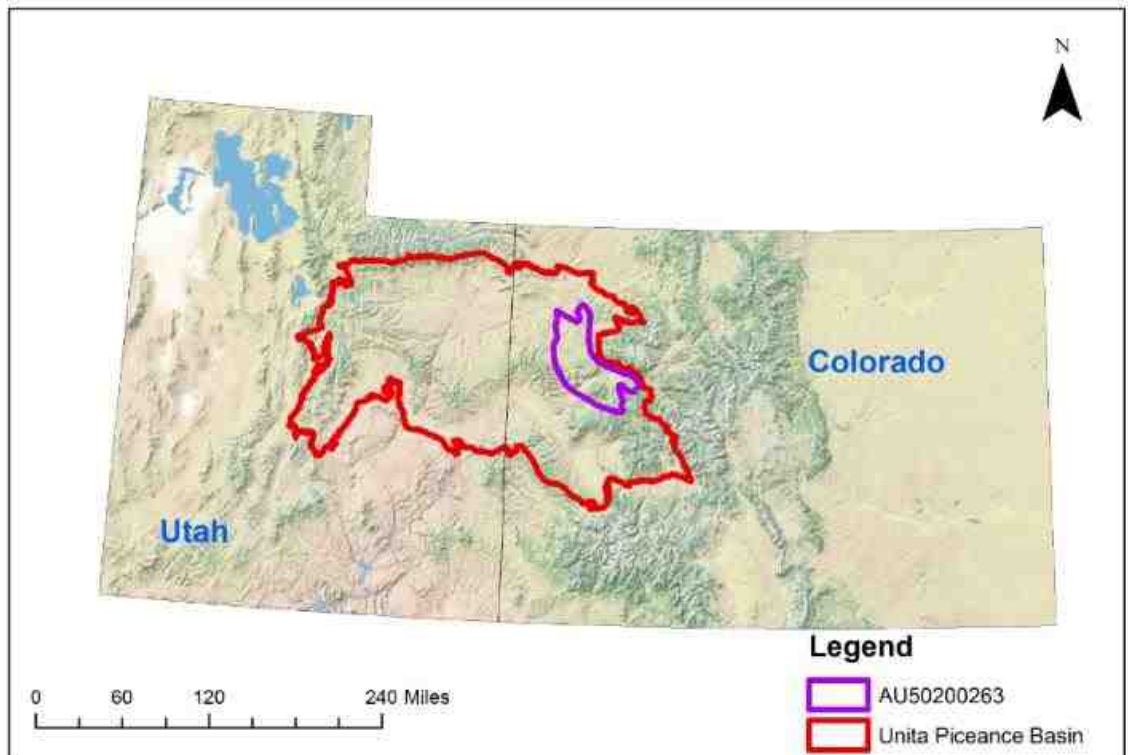 N
Colorado
Utah
Legend
0 60 120 240 Miles
AU50200263
Unita Piceance Basin